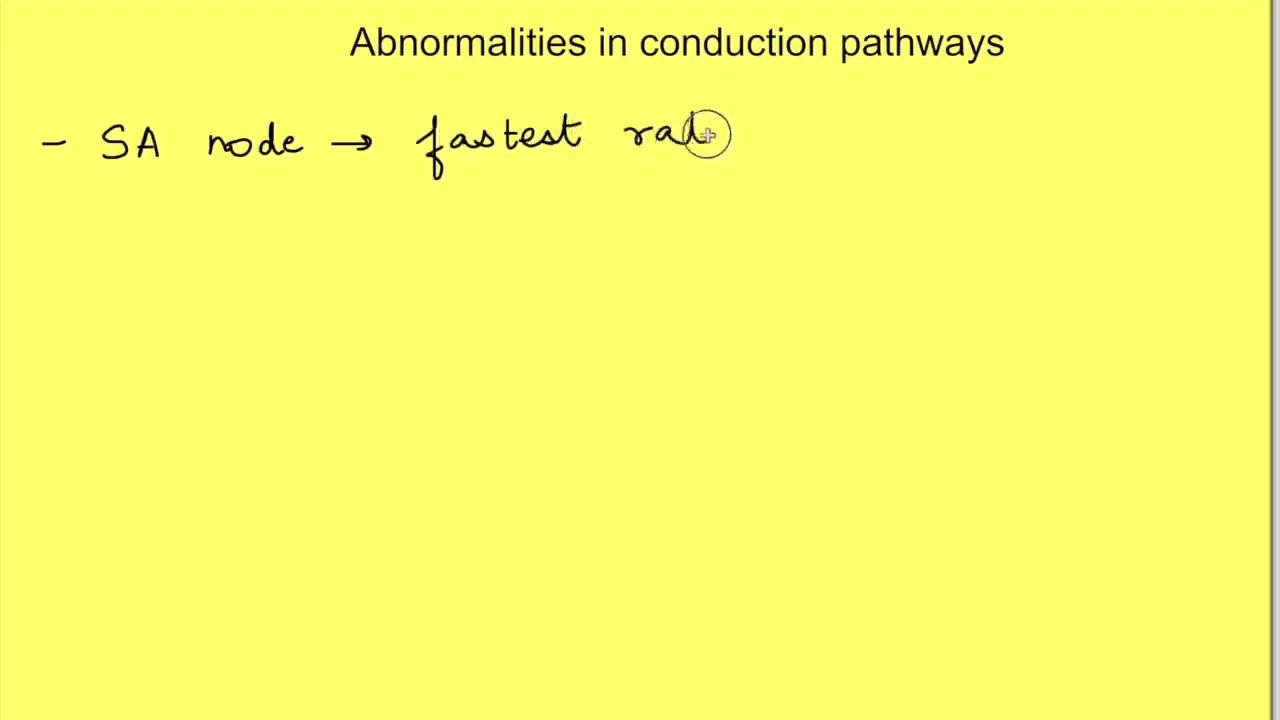 Abnormalities in conduction pathways
- SA node → fastest rat